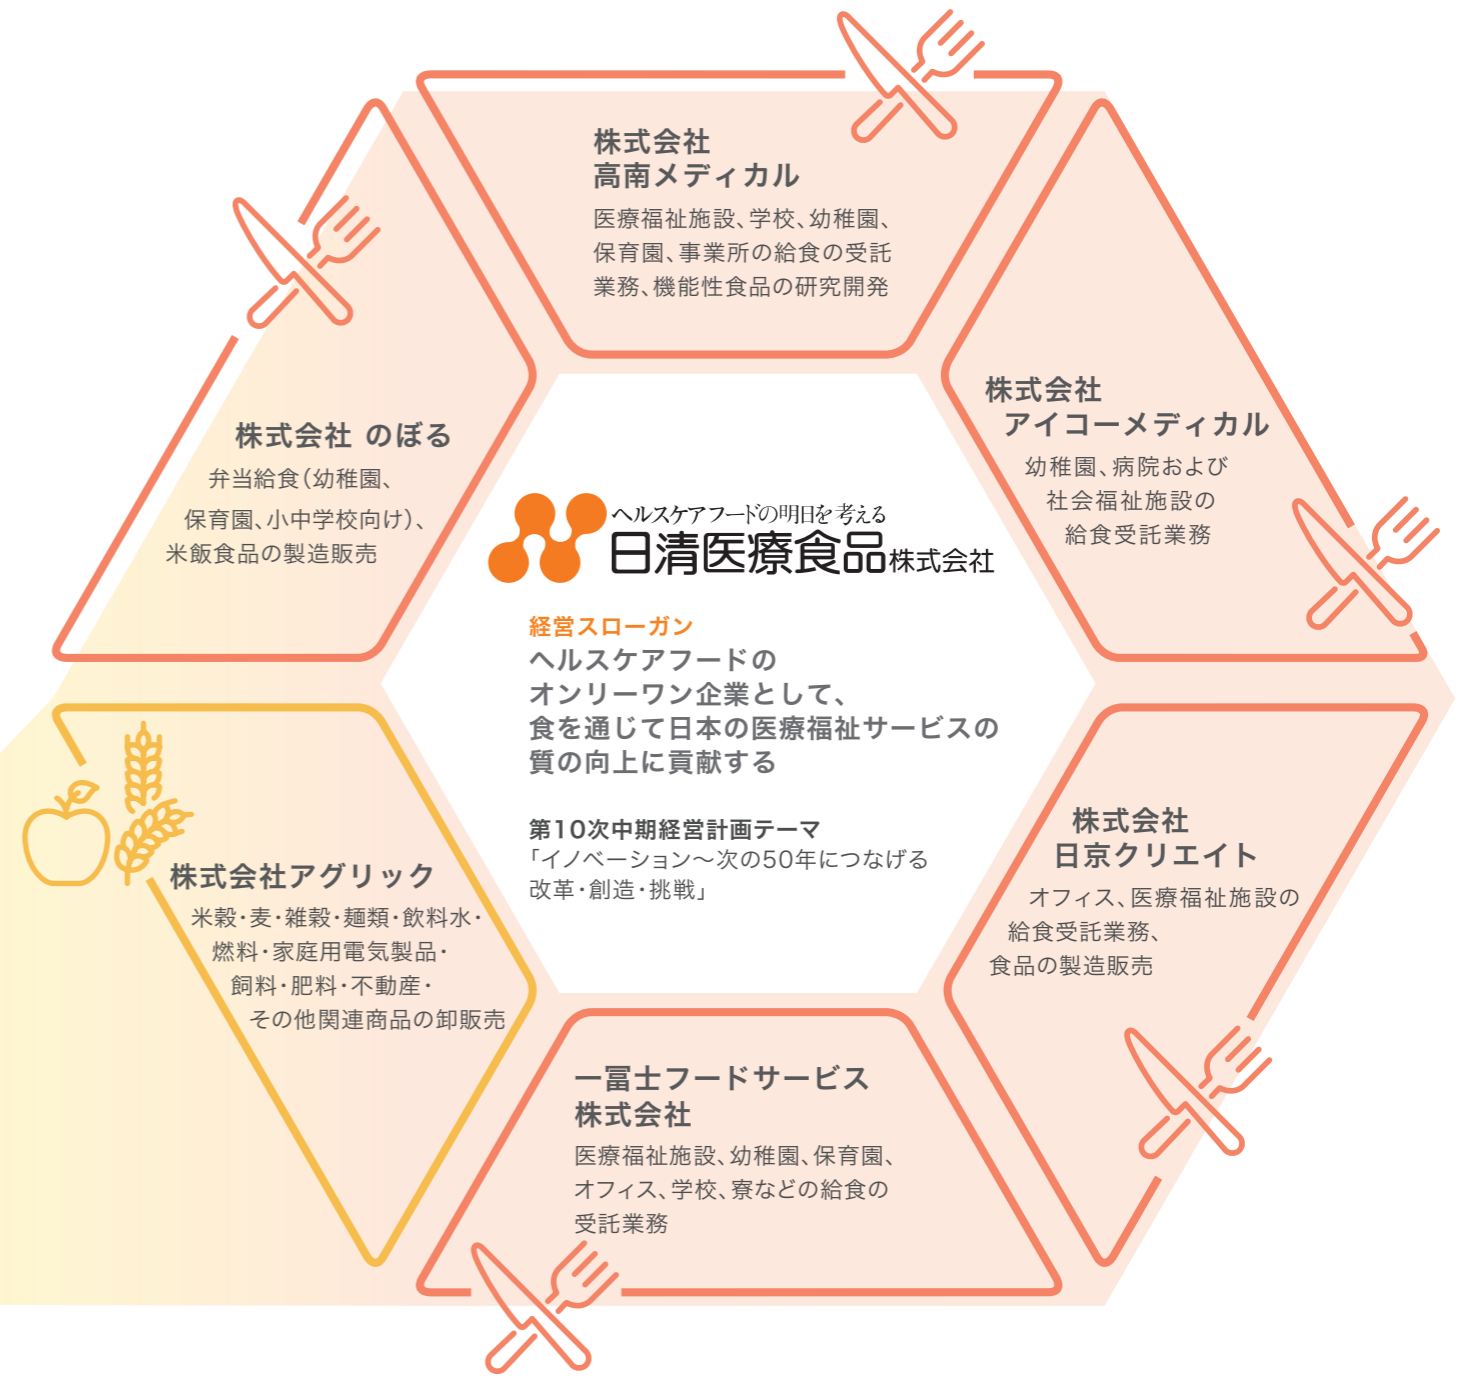 株式会社
高南メディカル
医療福祉施設、学校、幼稚園、
保育園、事業所の給食の受託
業務、機能性食品の研究開発
株式会社
アイコーメディカル
幼稚園、病院および
社会福祉施設の
給食受託業務
株式会社 のぼる
弁当給食(幼稚園、
保育園、小中学校向け)、
米飯食品の製造販売
ヘルスケアフードの明日を考える
日清医療食品株式会社
経営スローガン
ヘルスケアフードの
オンリーワン企業として、
食を通じて日本の医療福祉サービスの
質の向上に貢献する
第10次中期経営計画テーマ
「イノベーション〜次の50年につなげる
改革・創造・挑戦」
株式会社
日京クリエイト
オフィス、医療福祉施設の
給食受託業務、
食品の製造販売
株式会社アグリック
米穀・麦・雑穀・麺類・飲料水・
燃料・家庭用電気製品・
飼料・肥料・不動産・
その他関連商品の卸販売
一冨士フードサービス
株式会社
医療福祉施設、幼稚園、保育園、
オフィス、学校、寮などの給食の
受託業務